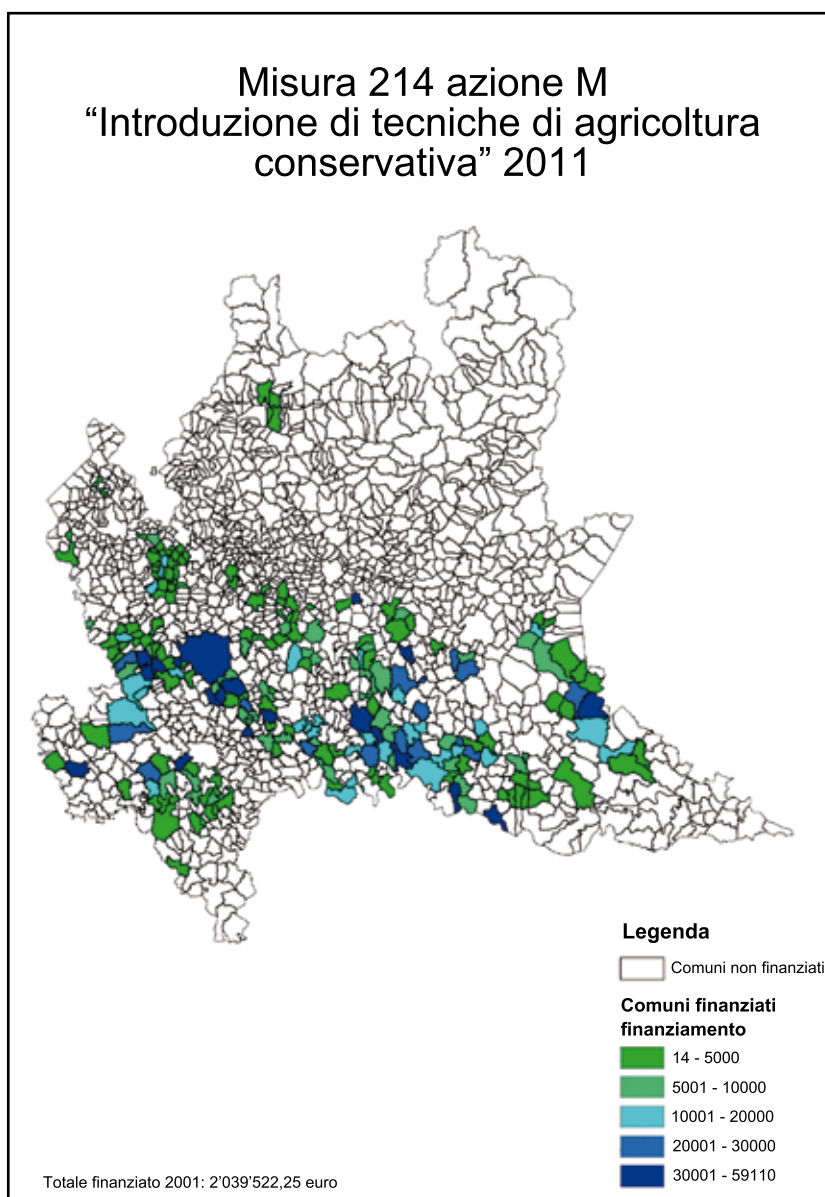 Misura 214 azione M
“Introduzione di tecniche di agricoltura
conservativa” 2011
Legenda
Comuni non finanziati
Comuni finanziati
finanziamento
14 - 5000
5001 - 10000
10001 - 20000
20001 - 30000
30001 - 59110
Totale finanziato 2001: 2’039’522,25 euro